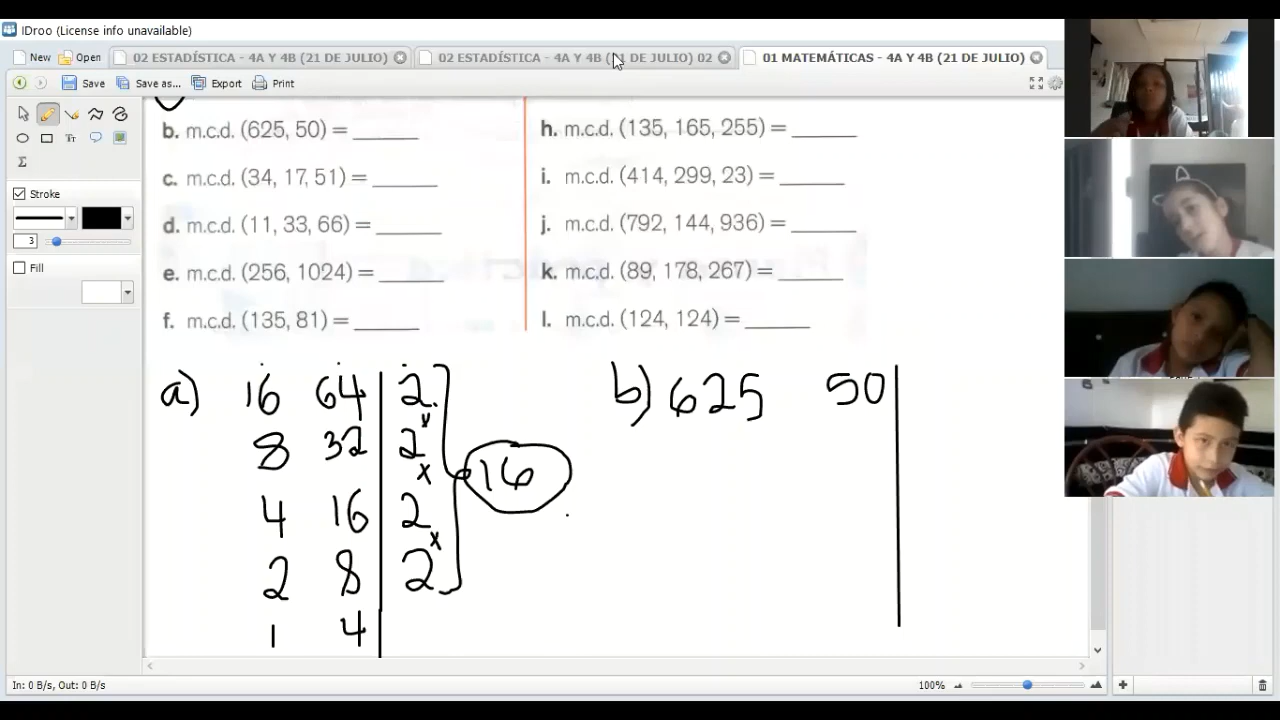 IDroo (License info unavailable)
New Open 02 ESTADÍSTICA - 4A Y 4B (21 DE JULIO) 02 ESTADÍSTICA - 4A Y 4B (21 DE JULIO) 02 01 MATEMÁTICAS - 4A Y 4B (21 DE JULIO)
Save Save as... Export Print
Tr
Σ
Stroke
3
Fill
b. m.c.d. (625, 50) = ______
c. m.c.d. (34, 17, 51) = ______
d. m.c.d. (11, 33, 66) = ______
e. m.c.d. (256, 1024) = ______
f. m.c.d. (135, 81) = ______
h. m.c.d. (135, 165, 255) = ______
i. m.c.d. (414, 299, 23) = ______
j. m.c.d. (792, 144, 936) = ______
k. m.c.d. (89, 178, 267) = ______
l. m.c.d. (124, 124) = ______
a) 16 64 2
x
8 32 2
x
4 16 2
x
2 8 2
1 4
16
b) 625 50
In: 0 B/s, Out: 0 B/s
100%